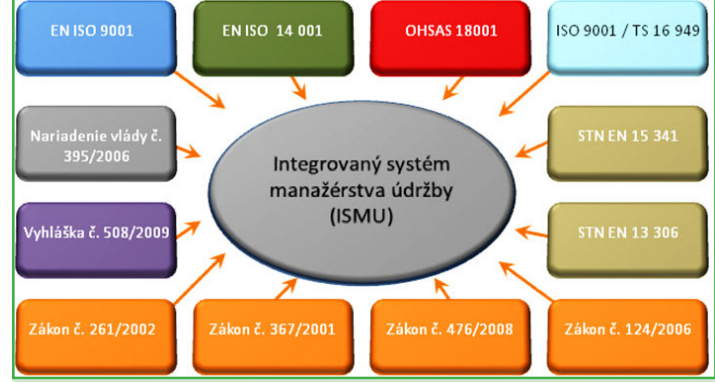 EN ISO 9001
EN ISO 14 001
OHSAS 18001
ISO 9001 / TS 16 949
Nariadenie vlády č.
395/2006
Integrovaný systém
manažérstva údržby
(ISMU)
STN EN 15 341
Vyhláška č. 508/2009
STN EN 13 306
Zákon č. 261/2002
Zákon č. 367/2001
Zákon č. 476/2008
Zákon č. 124/2006